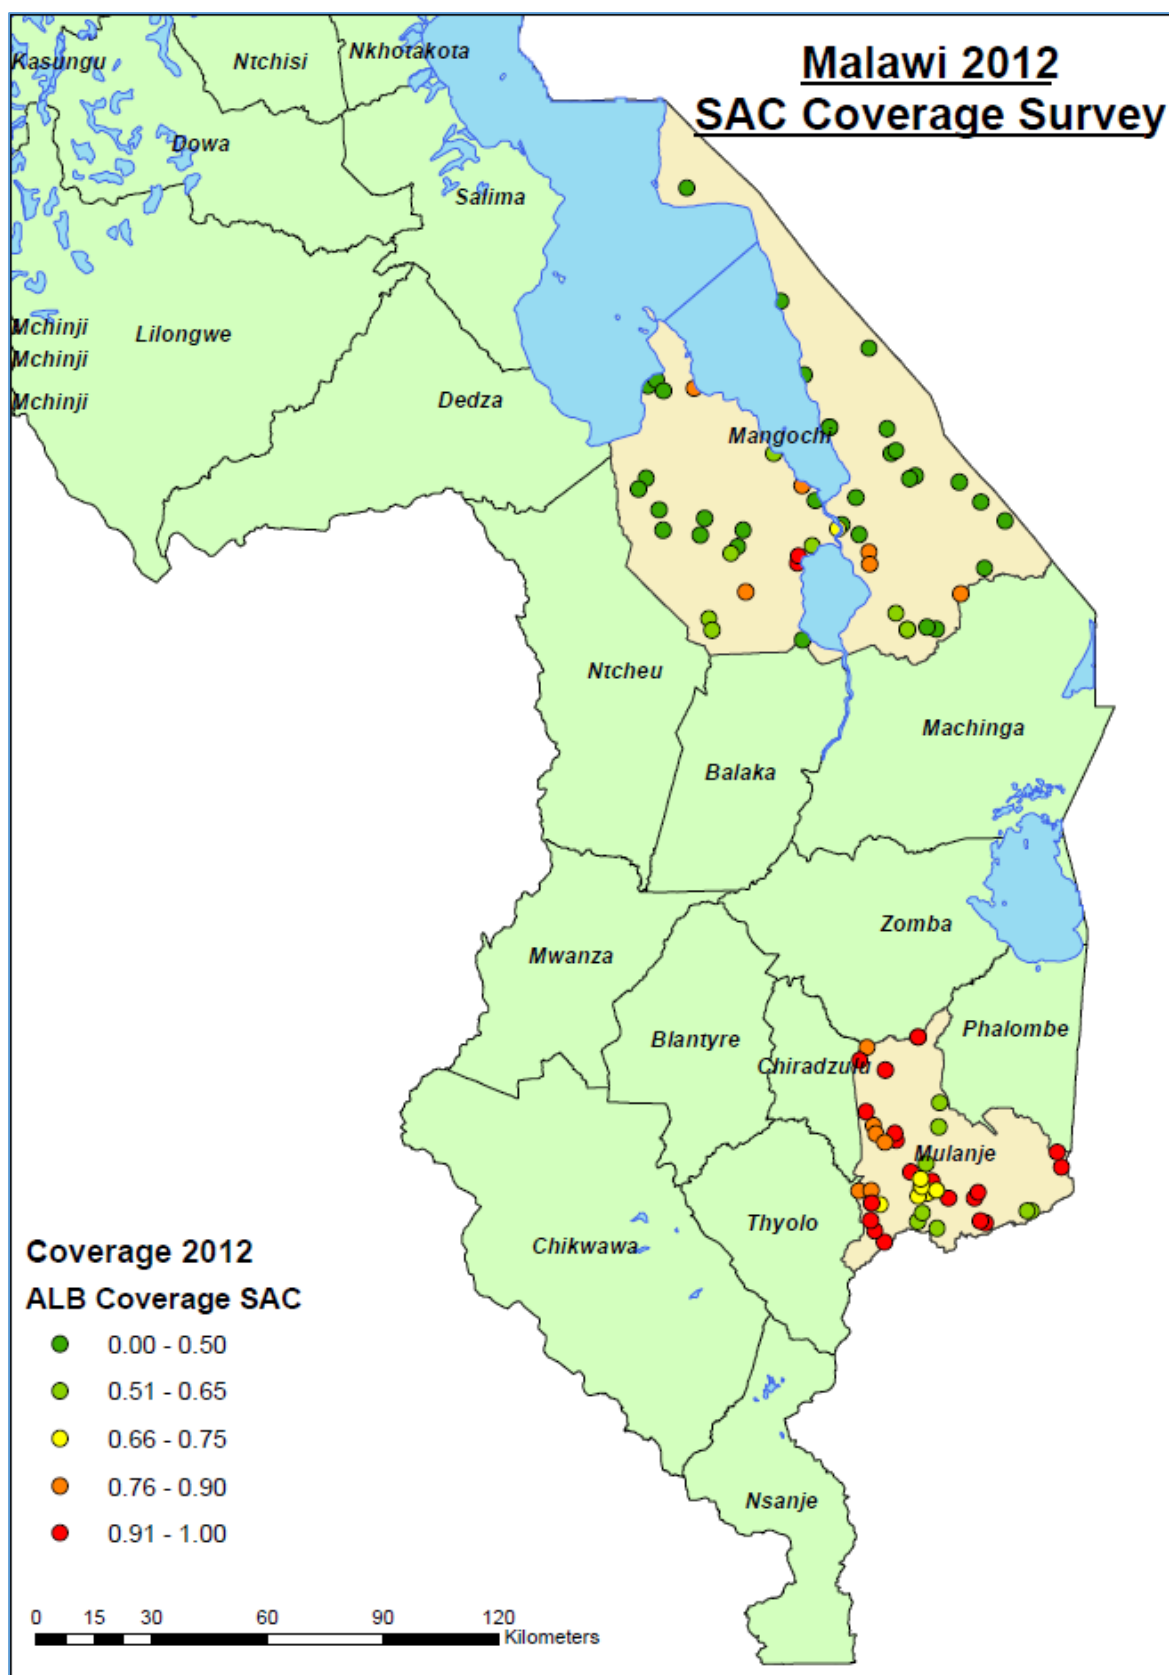 Malawi 2012
SAC Coverage Survey
Kasungu
Ntchisi
Nkhotakota
Dowa
Salima
Mchinji
Lilongwe
Mchinji
Mchinji
Dedza
Mangochi
Ntcheu
Machinga
Balaka
Zomba
Mwanza
Phalombe
Blantyre
Chiradzulu
Mulanje
Thyolo
Chikwawa
Nsanje
Coverage 2012
ALB Coverage SAC
0.00 - 0.50
0.51 - 0.65
0.66 - 0.75
0.76 - 0.90
0.91 - 1.00
0 15 30 60 90 120
Kilometers